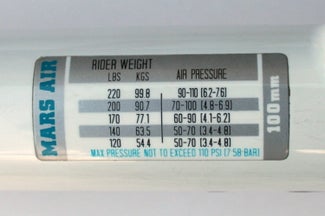 MARS AIR
RIDER WEIGHT
LBS KGS AIR PRESSURE
220 99.8 90-110 (6.2-7.6)
200 90.7 70-100 (4.8-6.9)
170 77.1 60-90 (4.1-6.2)
140 63.5 50-70 (3.4-4.8)
120 54.4 50-70 (3.4-4.8)
MAX PRESSURE NOT TO EXCEED 110 PSI (7.58 BAR)
100mm